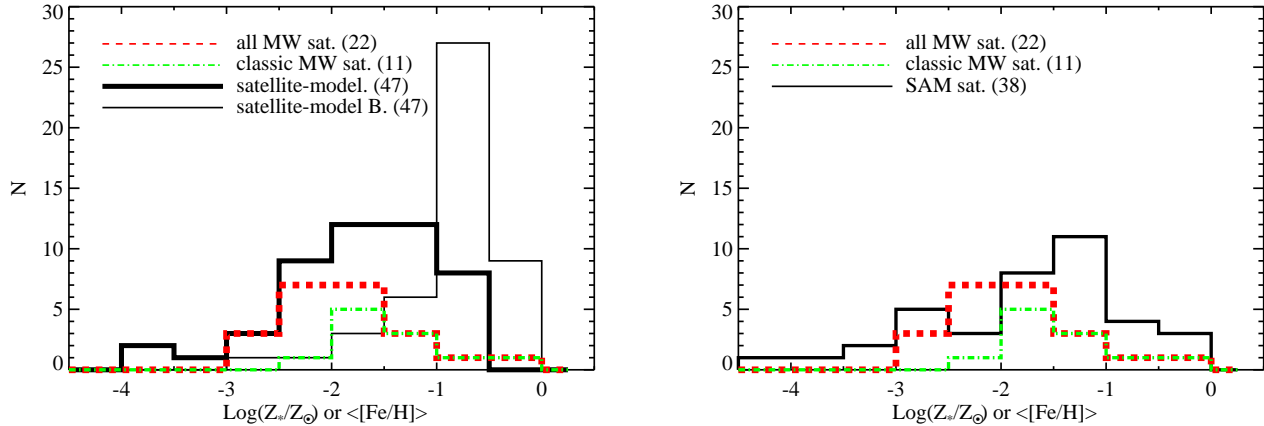 30
25
20
15
10
5
0
N
all MW sat. (22)
classic MW sat. (11)
satellite-model. (47)
satellite-model B. (47)
-4 -3 -2 -1 0
Log(Z*/Z☉) or <[Fe/H]>
30
25
20
15
10
5
0
N
all MW sat. (22)
classic MW sat. (11)
SAM sat. (38)
-4 -3 -2 -1 0
Log(Z*/Z☉) or <[Fe/H]>